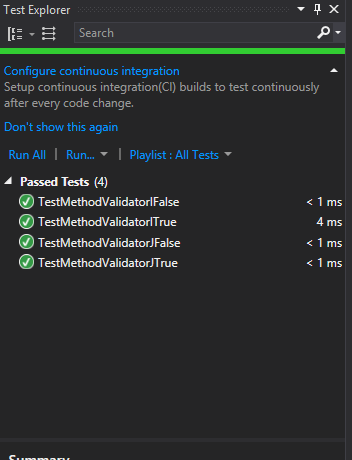 Test Explorer
Search
Configure continuous integration
Setup continuous integration(CI) builds to test continuously
after every code change.
Don't show this again
Run All | Run... | Playlist : All Tests
Passed Tests (4)
TestMethodValidatorIFalse < 1 ms
TestMethodValidatorITrue 4 ms
TestMethodValidatorJFalse < 1 ms
TestMethodValidatorJTrue < 1 ms
Summary